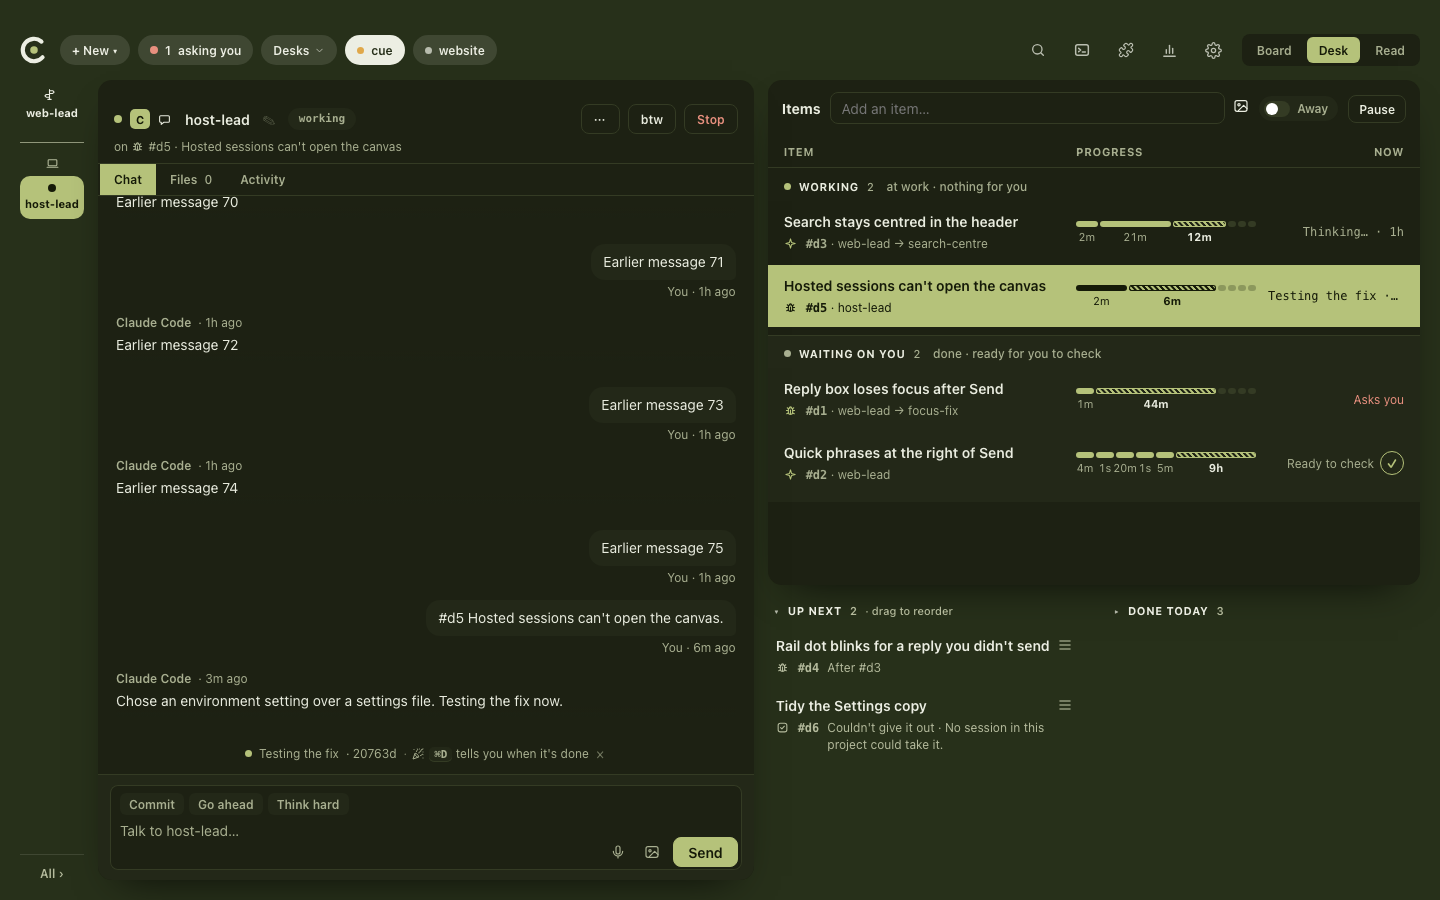 + New ▾
1 asking you
Desks
cue
website
Board
Desk
Read
web-lead
host-lead
All ›
C
host-lead
working
···
btw
Stop
on #d5 · Hosted sessions can't open the canvas
Chat
Files 0
Activity
Earlier message 70
Earlier message 71
You · 1h ago
Claude Code · 1h ago
Earlier message 72
Earlier message 73
You · 1h ago
Claude Code · 1h ago
Earlier message 74
Earlier message 75
You · 1h ago
#d5 Hosted sessions can't open the canvas.
You · 6m ago
Claude Code · 3m ago
Chose an environment setting over a settings file. Testing the fix now.
Testing the fix · 20763d · ⌘D tells you when it's done ×
Commit
Go ahead
Think hard
Talk to host-lead…
Send
Items
Add an item…
Away
Pause
ITEM
PROGRESS
NOW
WORKING 2 at work · nothing for you
Search stays centred in the header
#d3 · web-lead → search-centre
2m 21m 12m
Thinking… · 1h
Hosted sessions can't open the canvas
#d5 · host-lead
2m 6m
Testing the fix ·…
WAITING ON YOU 2 done · ready for you to check
Reply box loses focus after Send
#d1 · web-lead → focus-fix
1m 44m
Asks you
Quick phrases at the right of Send
#d2 · web-lead
4m 1s 20m 1s 5m 9h
Ready to check
▾ UP NEXT 2 · drag to reorder
Rail dot blinks for a reply you didn't send
#d4 After #d3
Tidy the Settings copy
#d6 Couldn't give it out · No session in this
project could take it.
▸ DONE TODAY 3